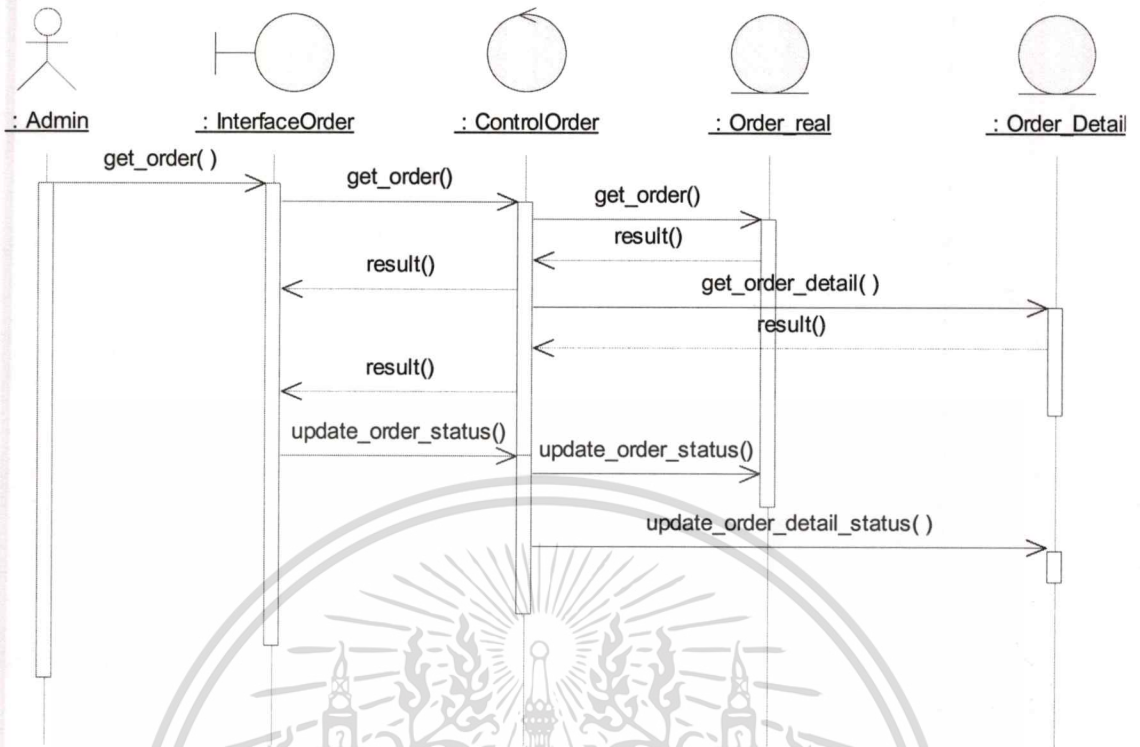 : Admin
: InterfaceOrder
: ControlOrder
: Order_real
: Order_Detail
get_order( )
get_order()
get_order()
result()
result()
get_order_detail( )
result()
result()
update_order_status()
update_order_status()
update_order_detail_status( )